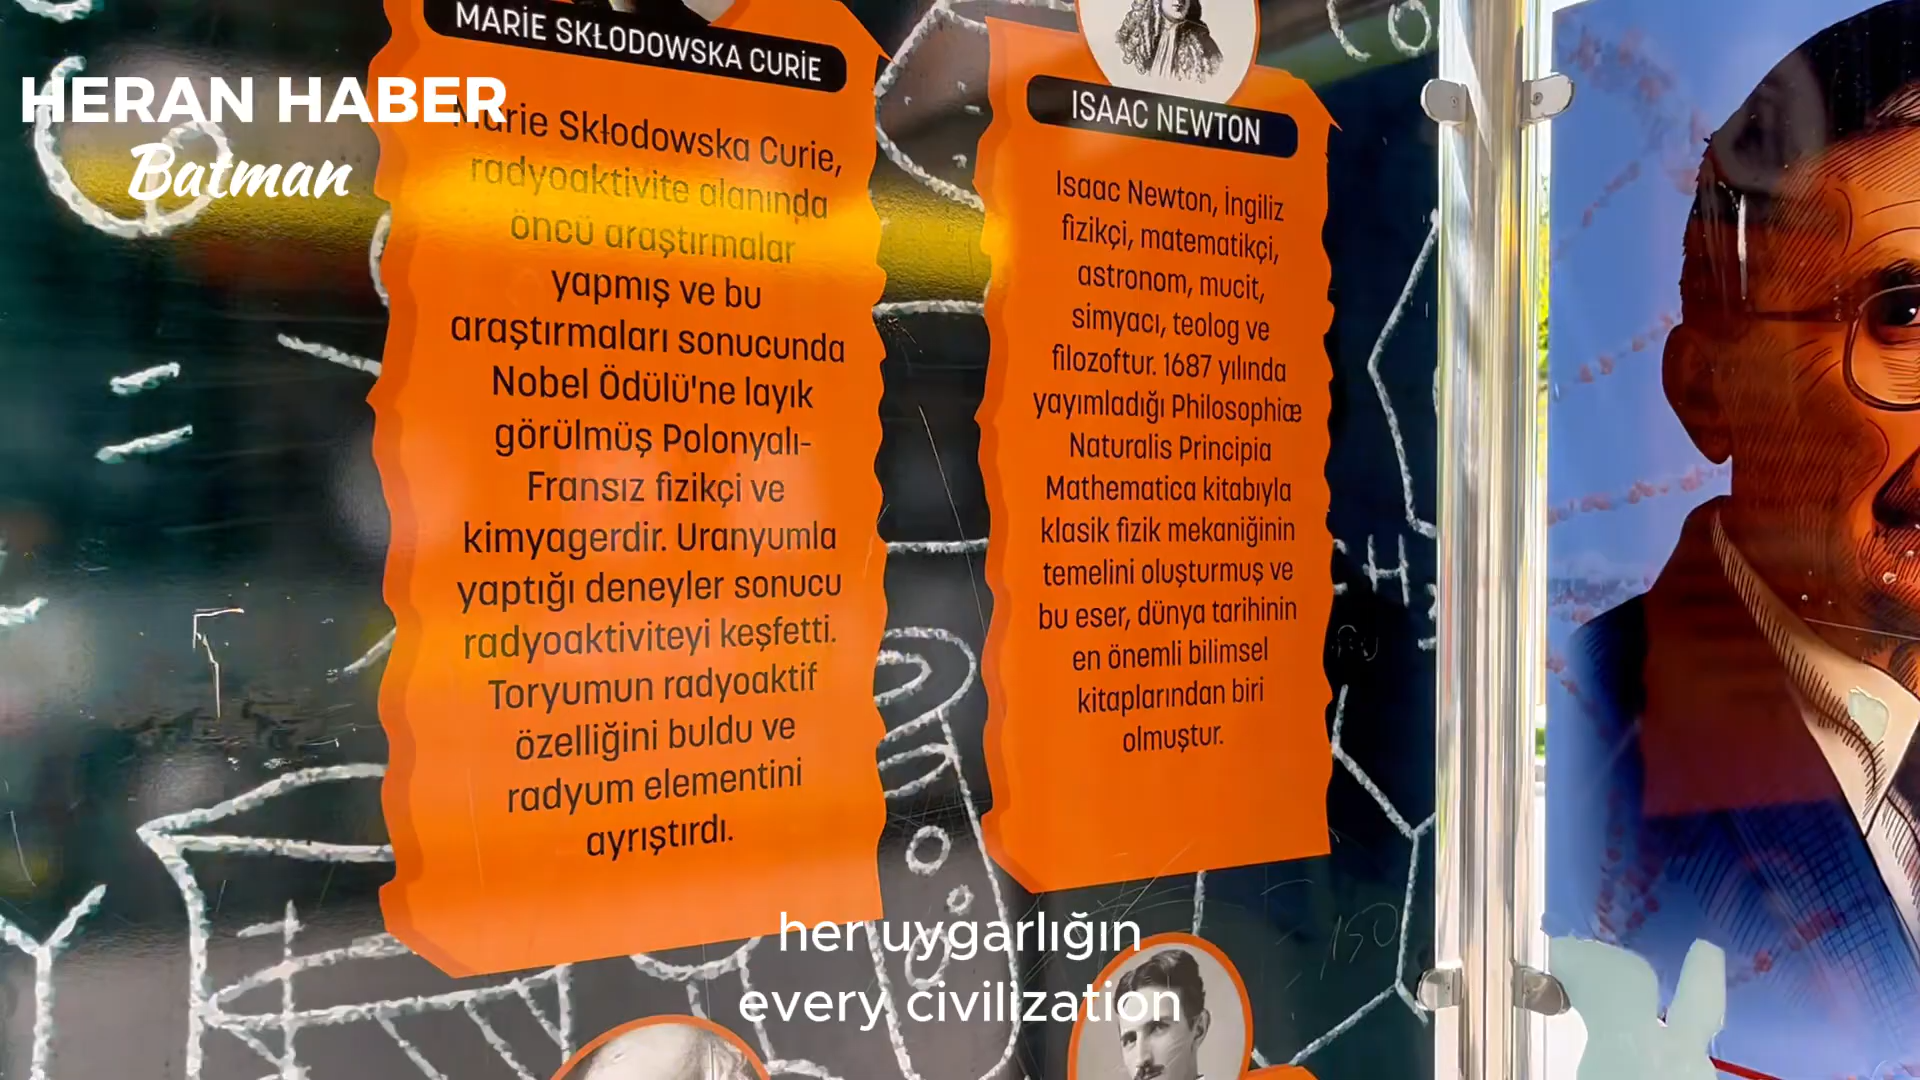 HERAN HABER
Batman
MARİE SKŁODOWSKA CURİE
Marie Skłodowska Curie,
radyoaktivite alanında
öncü araştırmalar
yapmış ve bu
araştırmaları sonucunda
Nobel Ödülü'ne layık
görülmüş Polonyalı-
Fransız fizikçi ve
kimyagerdir. Uranyumla
yaptığı deneyler sonucu
radyoaktiviteyi keşfetti.
Toryumun radyoaktif
özelliğini buldu ve
radyum elementini
ayrıştırdı.
ISAAC NEWTON
Isaac Newton, İngiliz
fizikçi, matematikçi,
astronom, mucit,
simyacı, teolog ve
filozoftur. 1687 yılında
yayımladığı Philosophiæ
Naturalis Principia
Mathematica kitabıyla
klasik fizik mekaniğinin
temelini oluşturmuş ve
bu eser, dünya tarihinin
en önemli bilimsel
kitaplarından biri
olmuştur.
her uygarlığın
every civilization